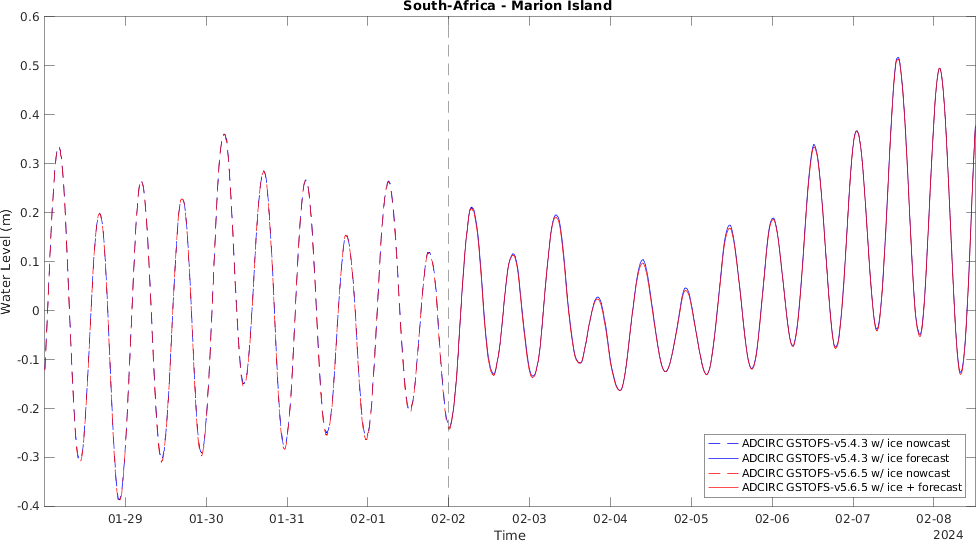 South-Africa - Marion Island
0.6
0.5
0.4
0.3
0.2
0.1
0
-0.1
-0.2
-0.3
-0.4
Water Level (m)
ADCIRC GSTOFS-v5.4.3 w/ ice nowcast
ADCIRC GSTOFS-v5.4.3 w/ ice forecast
ADCIRC GSTOFS-v5.6.5 w/ ice nowcast
ADCIRC GSTOFS-v5.6.5 w/ ice + forecast
01-29 01-30 01-31 02-01 02-02 02-03 02-04 02-05 02-06 02-07 02-08
Time 2024